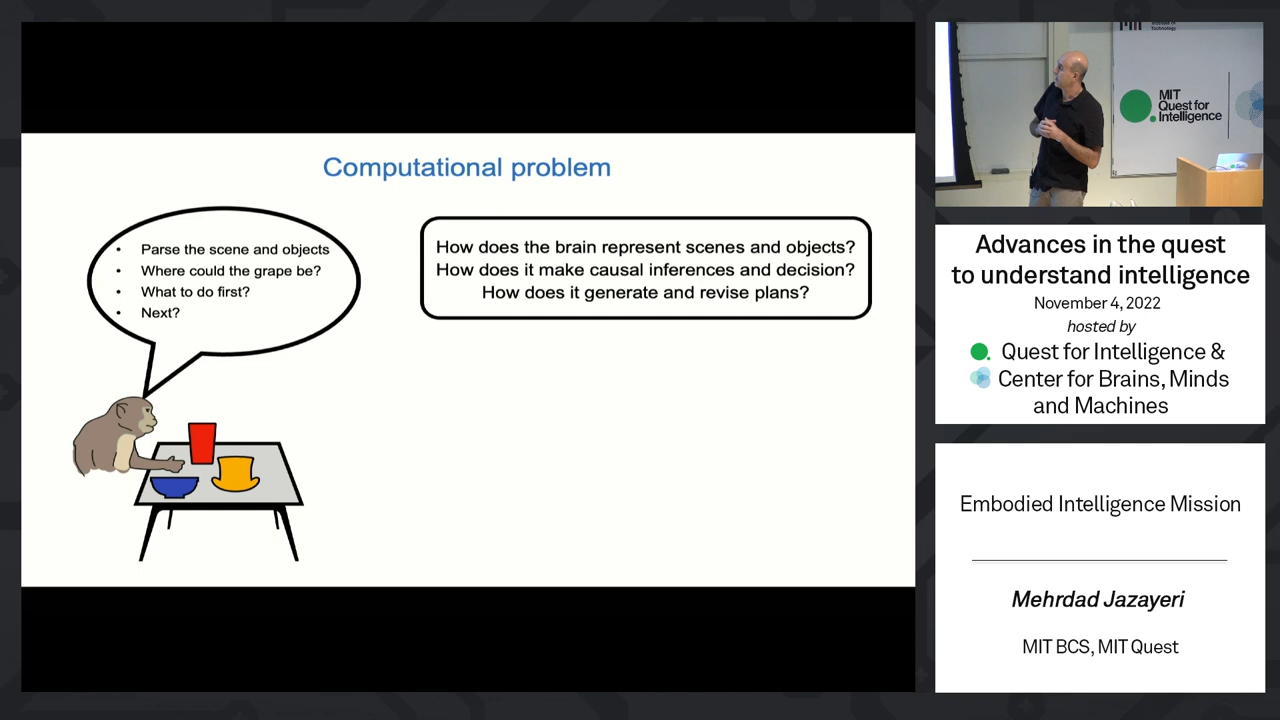 Computational problem
• Parse the scene and objects
• Where could the grape be?
• What to do first?
• Next?
How does the brain represent scenes and objects?
How does it make causal inferences and decision?
How does it generate and revise plans?
MIT
Quest for
Intelligence
Advances in the quest
to understand intelligence
November 4, 2022
hosted by
Quest for Intelligence &
Center for Brains, Minds
and Machines
Embodied Intelligence Mission
Mehrdad Jazayeri
MIT BCS, MIT Quest